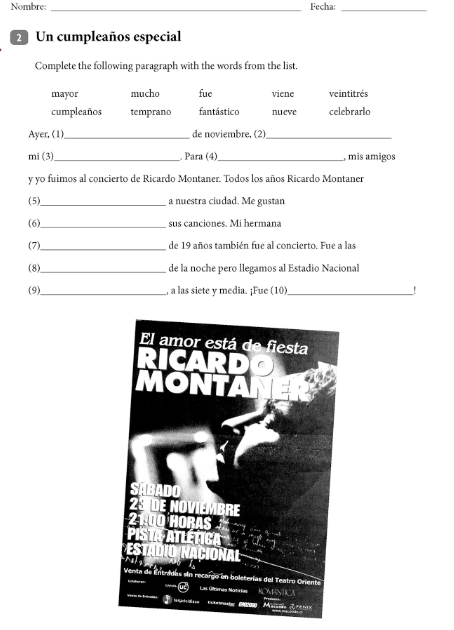 Nombre: Fecha:
2 Un cumpleaños especial
Complete the following paragraph with the words from the list.
mayor mucho fue viene veintitrés
cumpleaños temprano fantástico nueve celebrarlo
Ayer, (1) de noviembre, (2)
mi (3) . Para (4) , mis amigos
y yo fuimos al concierto de Ricardo Montaner. Todos los años Ricardo Montaner
(5) a nuestra ciudad. Me gustan
(6) sus canciones. Mi hermana
(7) de 19 años también fue al concierto. Fue a las
(8) de la noche pero llegamos al Estadio Nacional
(9) , a las siete y media. ¡Fue (10) !
El amor está de fiesta
RICARDO
MONTANER
SABADO
23 DE NOVIEMBRE
21:00 HORAS
PISTA ATLETICA
ESTADIO NACIONAL
Venta de Entradas sin recargo en boleterías del Teatro Oriente
Las Últimas Noticias ROMÁNTICA
FENIX